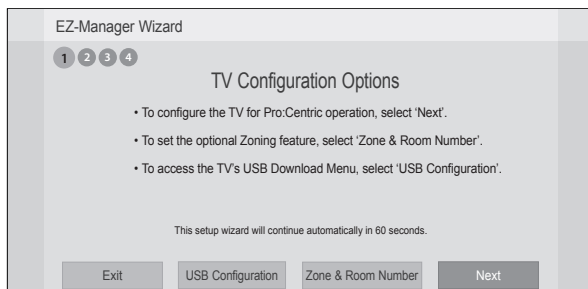 EZ-Manager Wizard
1 2 3 4
TV Configuration Options
• To configure the TV for Pro:Centric operation, select ‘Next’.
• To set the optional Zoning feature, select ‘Zone & Room Number’.
• To access the TV’s USB Download Menu, select ‘USB Configuration’.
This setup wizard will continue automatically in 60 seconds.
Exit USB Configuration Zone & Room Number Next